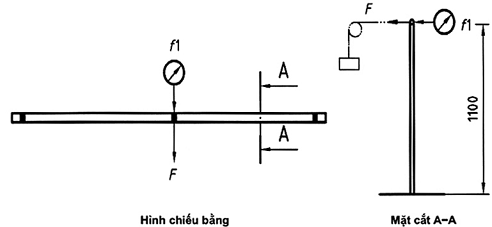 f1
A
A
F
Hình chiếu bằng
F
f1
1100
Mặt cắt A-A